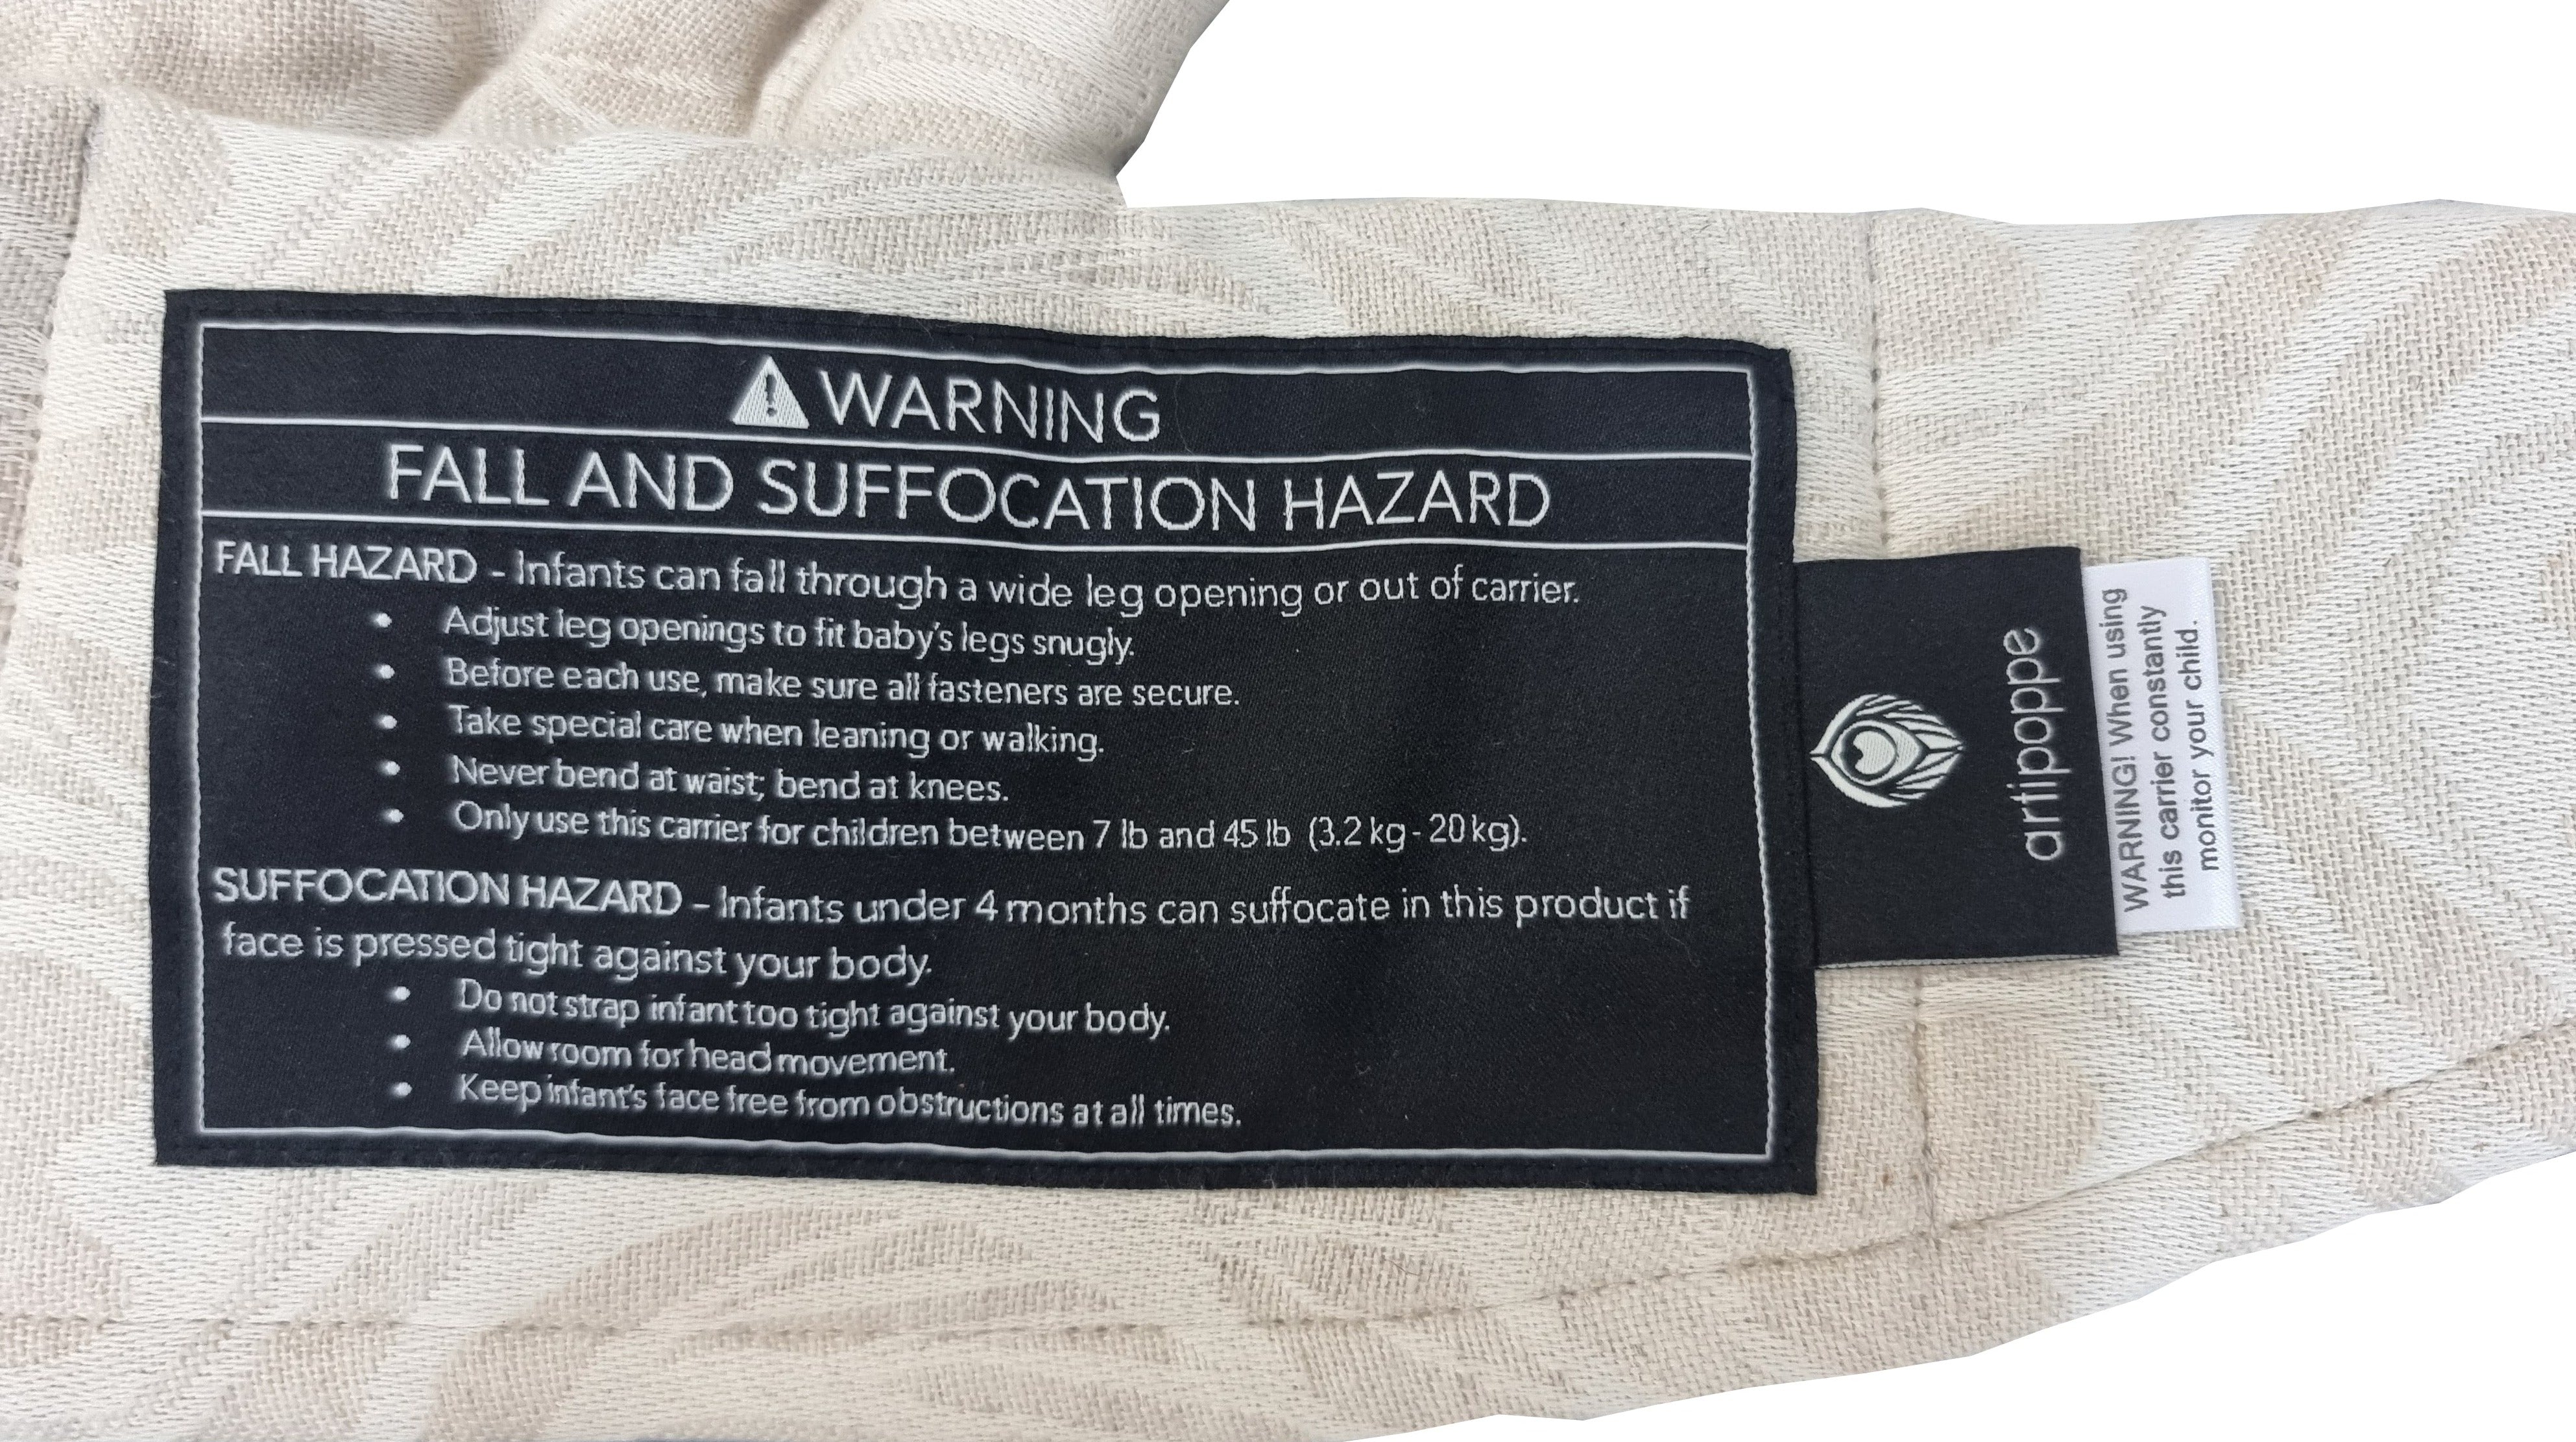 WARNING
FALL AND SUFFOCATION HAZARD
FALL HAZARD - Infants can fall through a wide leg opening or out of carrier.
• Adjust leg openings to fit baby's legs snugly.
• Before each use, make sure all fasteners are secure.
• Take special care when leaning or walking.
• Never bend at waist; bend at knees.
• Only use this carrier for children between 7 lb and 45 lb (3.2 kg - 20 kg).
SUFFOCATION HAZARD - Infants under 4 months can suffocate in this product if
face is pressed tight against your body.
• Do not strap infant too tight against your body.
• Allow room for head movement.
• Keep infant's face free from obstructions at all times.
artipoppe
WARNING! When using
this carrier constantly
monitor your child.